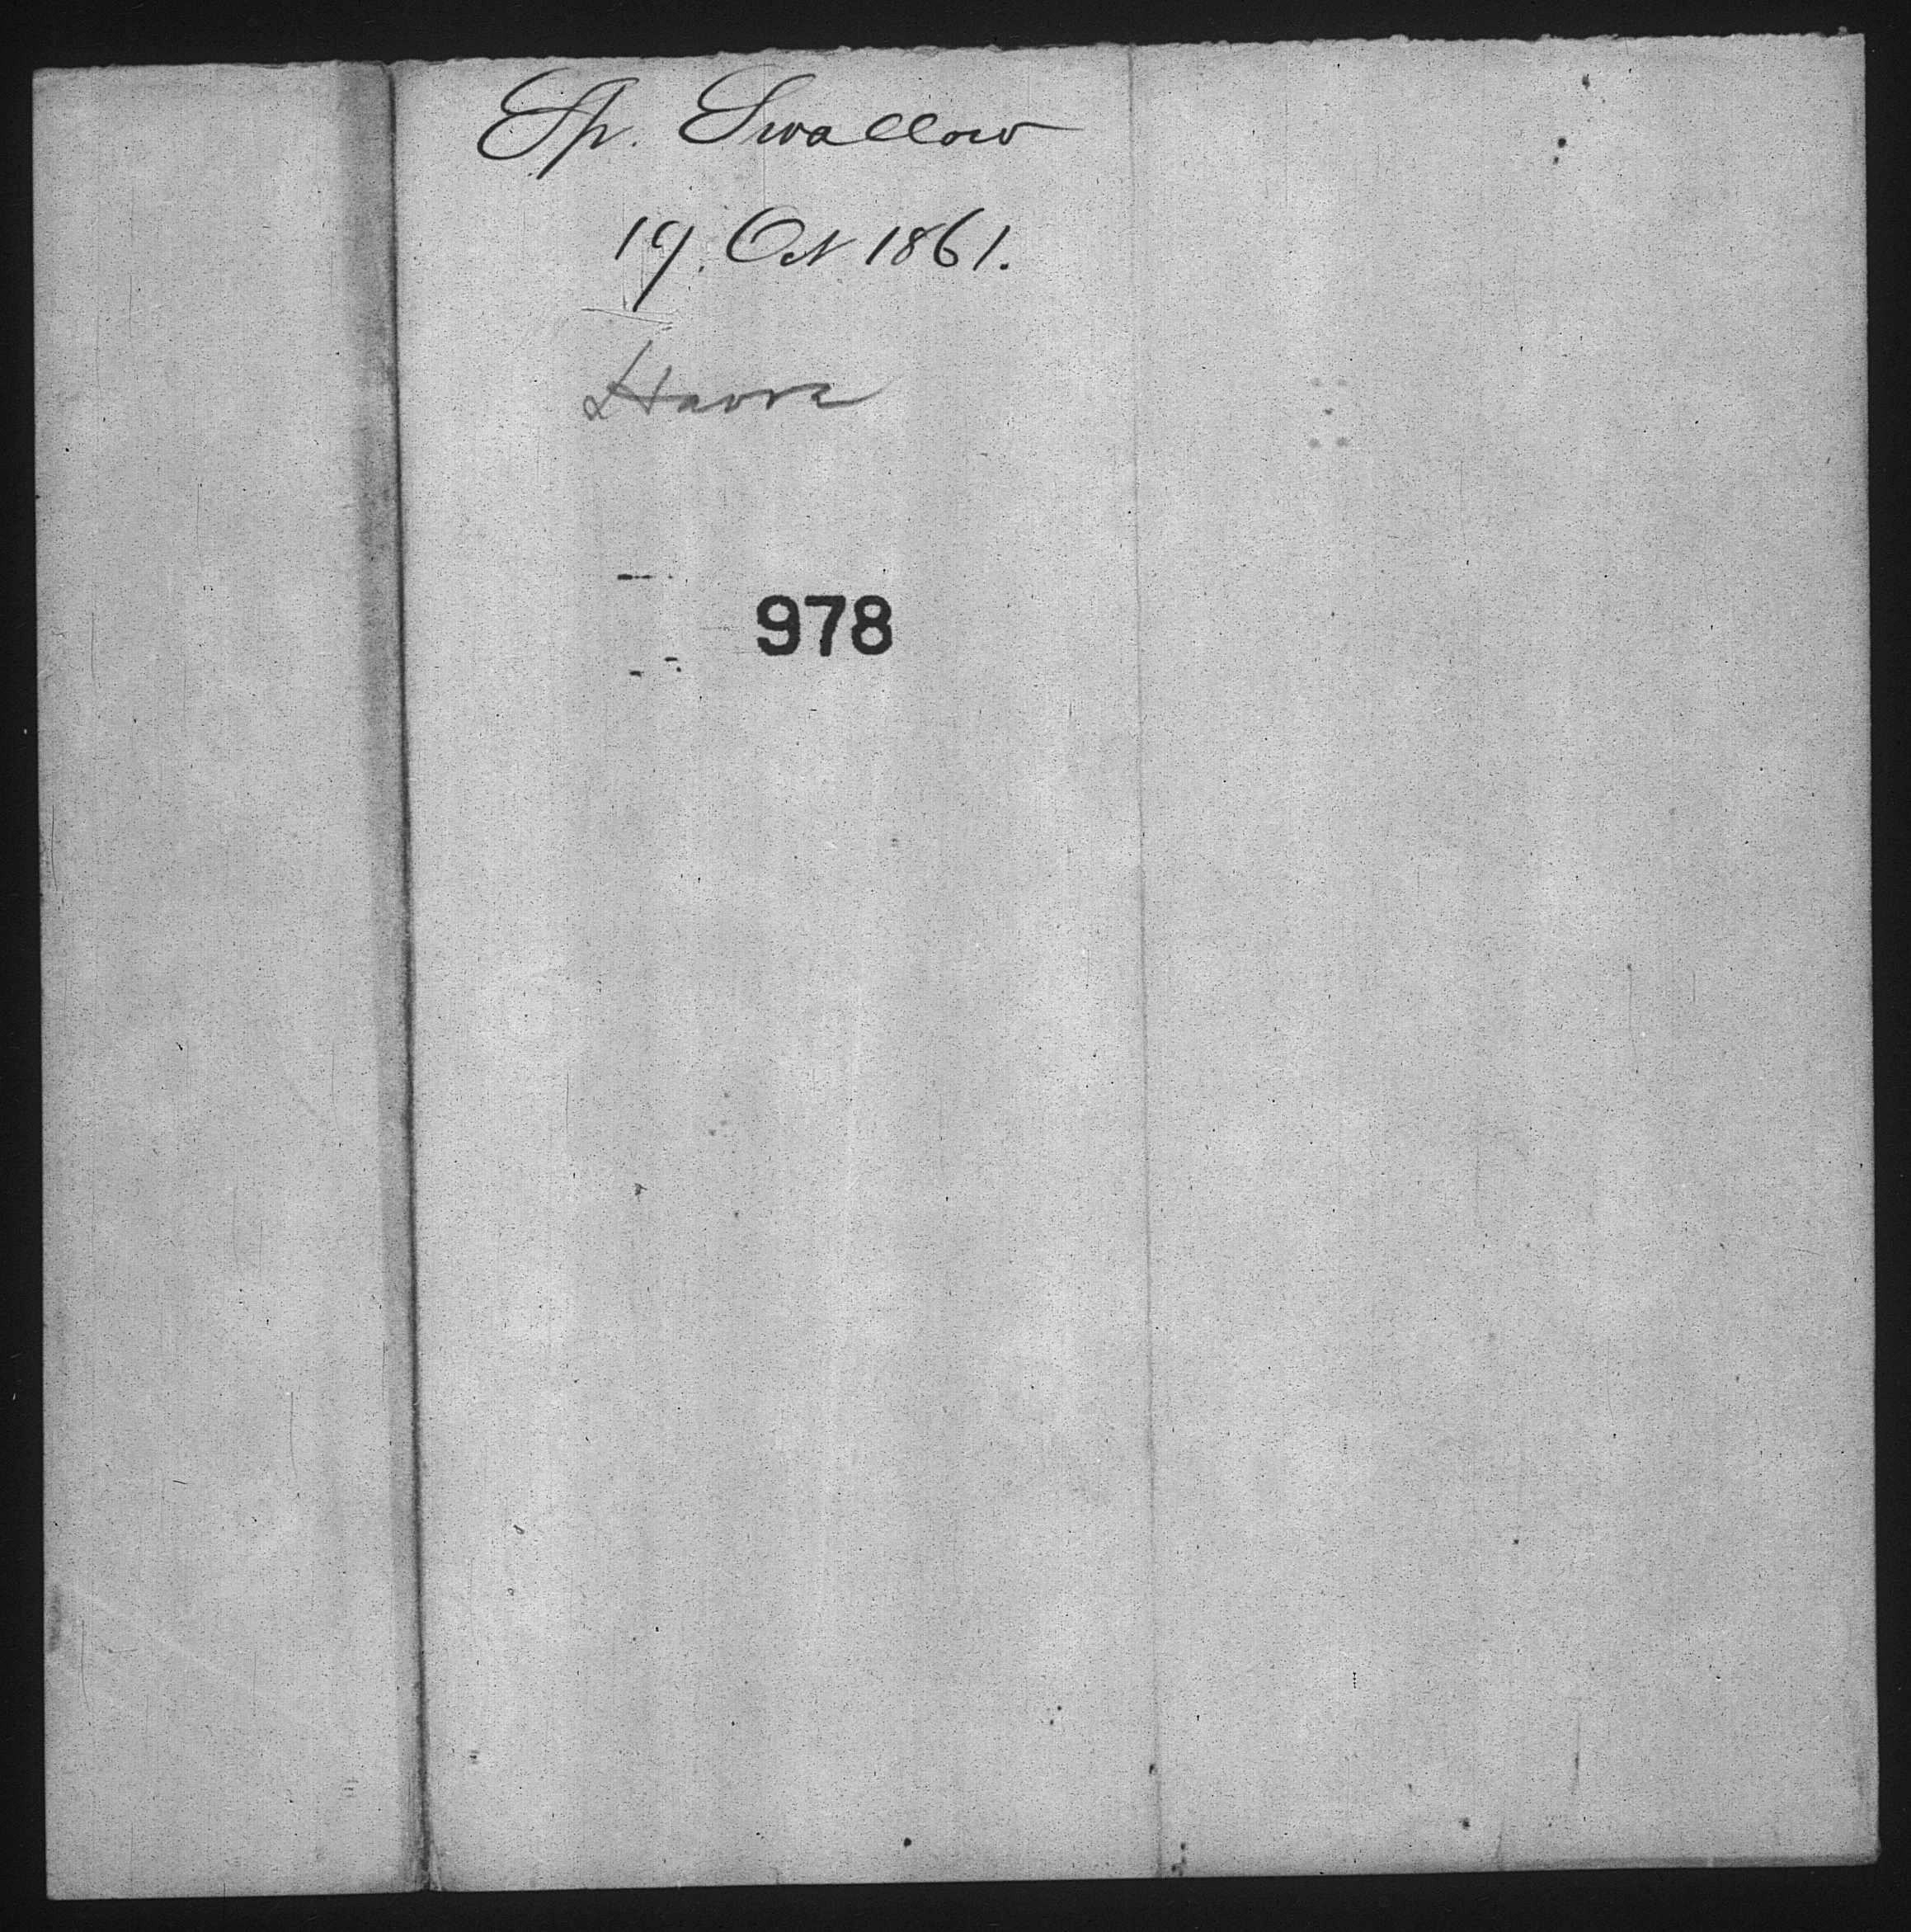 Sp. Swallow
19. Oct 1861.
Havre
978